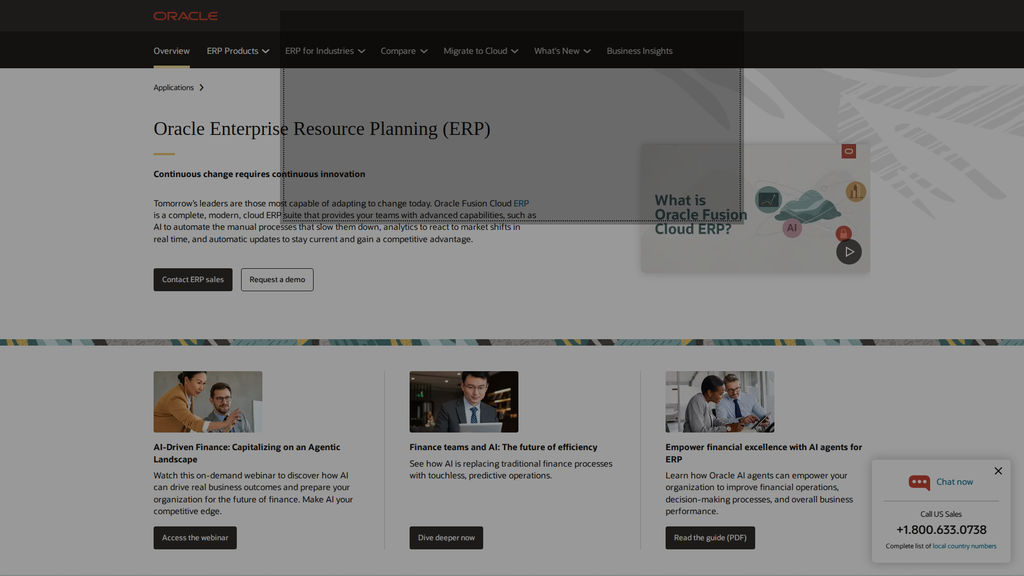 ORACLE
Overview
ERP Products
ERP for Industries
Compare
Migrate to Cloud
What's New
Business Insights
Applications
Oracle Enterprise Resource Planning (ERP)
Continuous change requires continuous innovation
Tomorrow's leaders are those most capable of adapting to change today. Oracle Fusion Cloud ERP
is a complete, modern, cloud ERP suite that provides your teams with advanced capabilities, such as
AI to automate the manual processes that slow them down, analytics to react to market shifts in
real time, and automatic updates to stay current and gain a competitive advantage.
Contact ERP sales
Request a demo
What is
Oracle Fusion
Cloud ERP?
AI
AI-Driven Finance: Capitalizing on an Agentic
Landscape
Watch this on-demand webinar to discover how AI
can drive real business outcomes and prepare your
organization for the future of finance. Make AI your
competitive edge.
Access the webinar
Finance teams and AI: The future of efficiency
See how AI is replacing traditional finance processes
with touchless, predictive operations.
Dive deeper now
Empower financial excellence with AI agents for
ERP
Learn how Oracle AI agents can empower your
organization to improve financial operations,
decision-making processes, and overall business
performance.
Read the guide (PDF)
Chat now
Call US Sales
+1.800.633.0738
Complete list of local country numbers